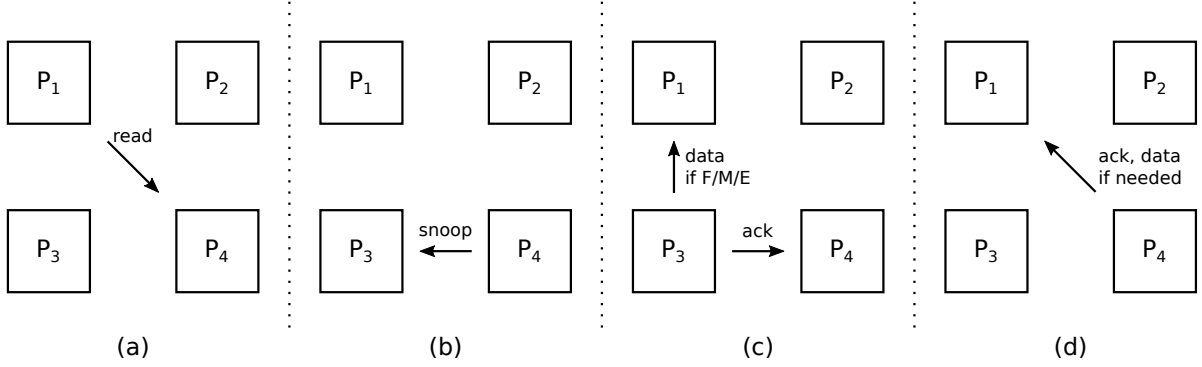 P1 P2
read
P3 P4
(a)
P1 P2
snoop
P3 P4
(b)
P1 P2
data
if F/M/E
ack
P3 P4
(c)
P1 P2
ack, data
if needed
P3 P4
(d)